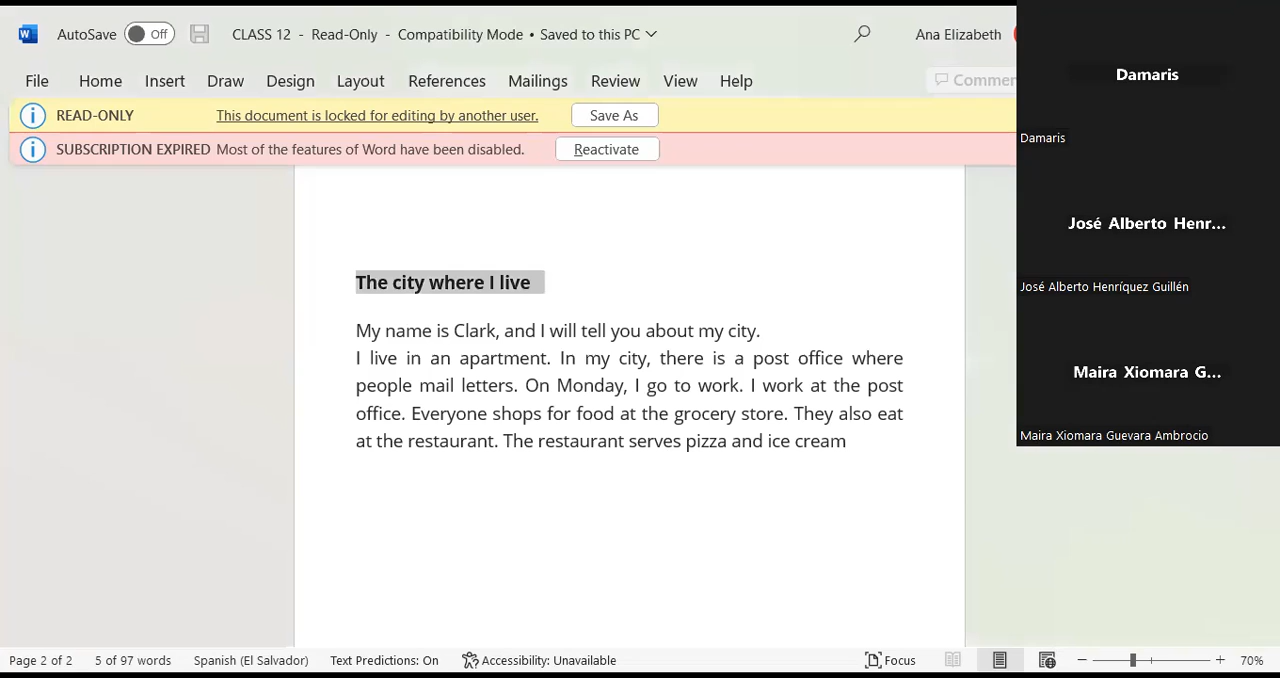 AutoSave Off CLASS 12 - Read-Only - Compatibility Mode • Saved to this PC Ana Elizabeth
File Home Insert Draw Design Layout References Mailings Review View Help
READ-ONLY This document is locked for editing by another user. Save As
SUBSCRIPTION EXPIRED Most of the features of Word have been disabled. Reactivate
The city where I live
My name is Clark, and I will tell you about my city.
I live in an apartment. In my city, there is a post office where
people mail letters. On Monday, I go to work. I work at the post
office. Everyone shops for food at the grocery store. They also eat
at the restaurant. The restaurant serves pizza and ice cream
Damaris
Damaris
José Alberto Henr...
José Alberto Henríquez Guillén
Maira Xiomara G...
Maira Xiomara Guevara Ambrocio
Page 2 of 2 5 of 97 words Spanish (El Salvador) Text Predictions: On Accessibility: Unavailable Focus 70%